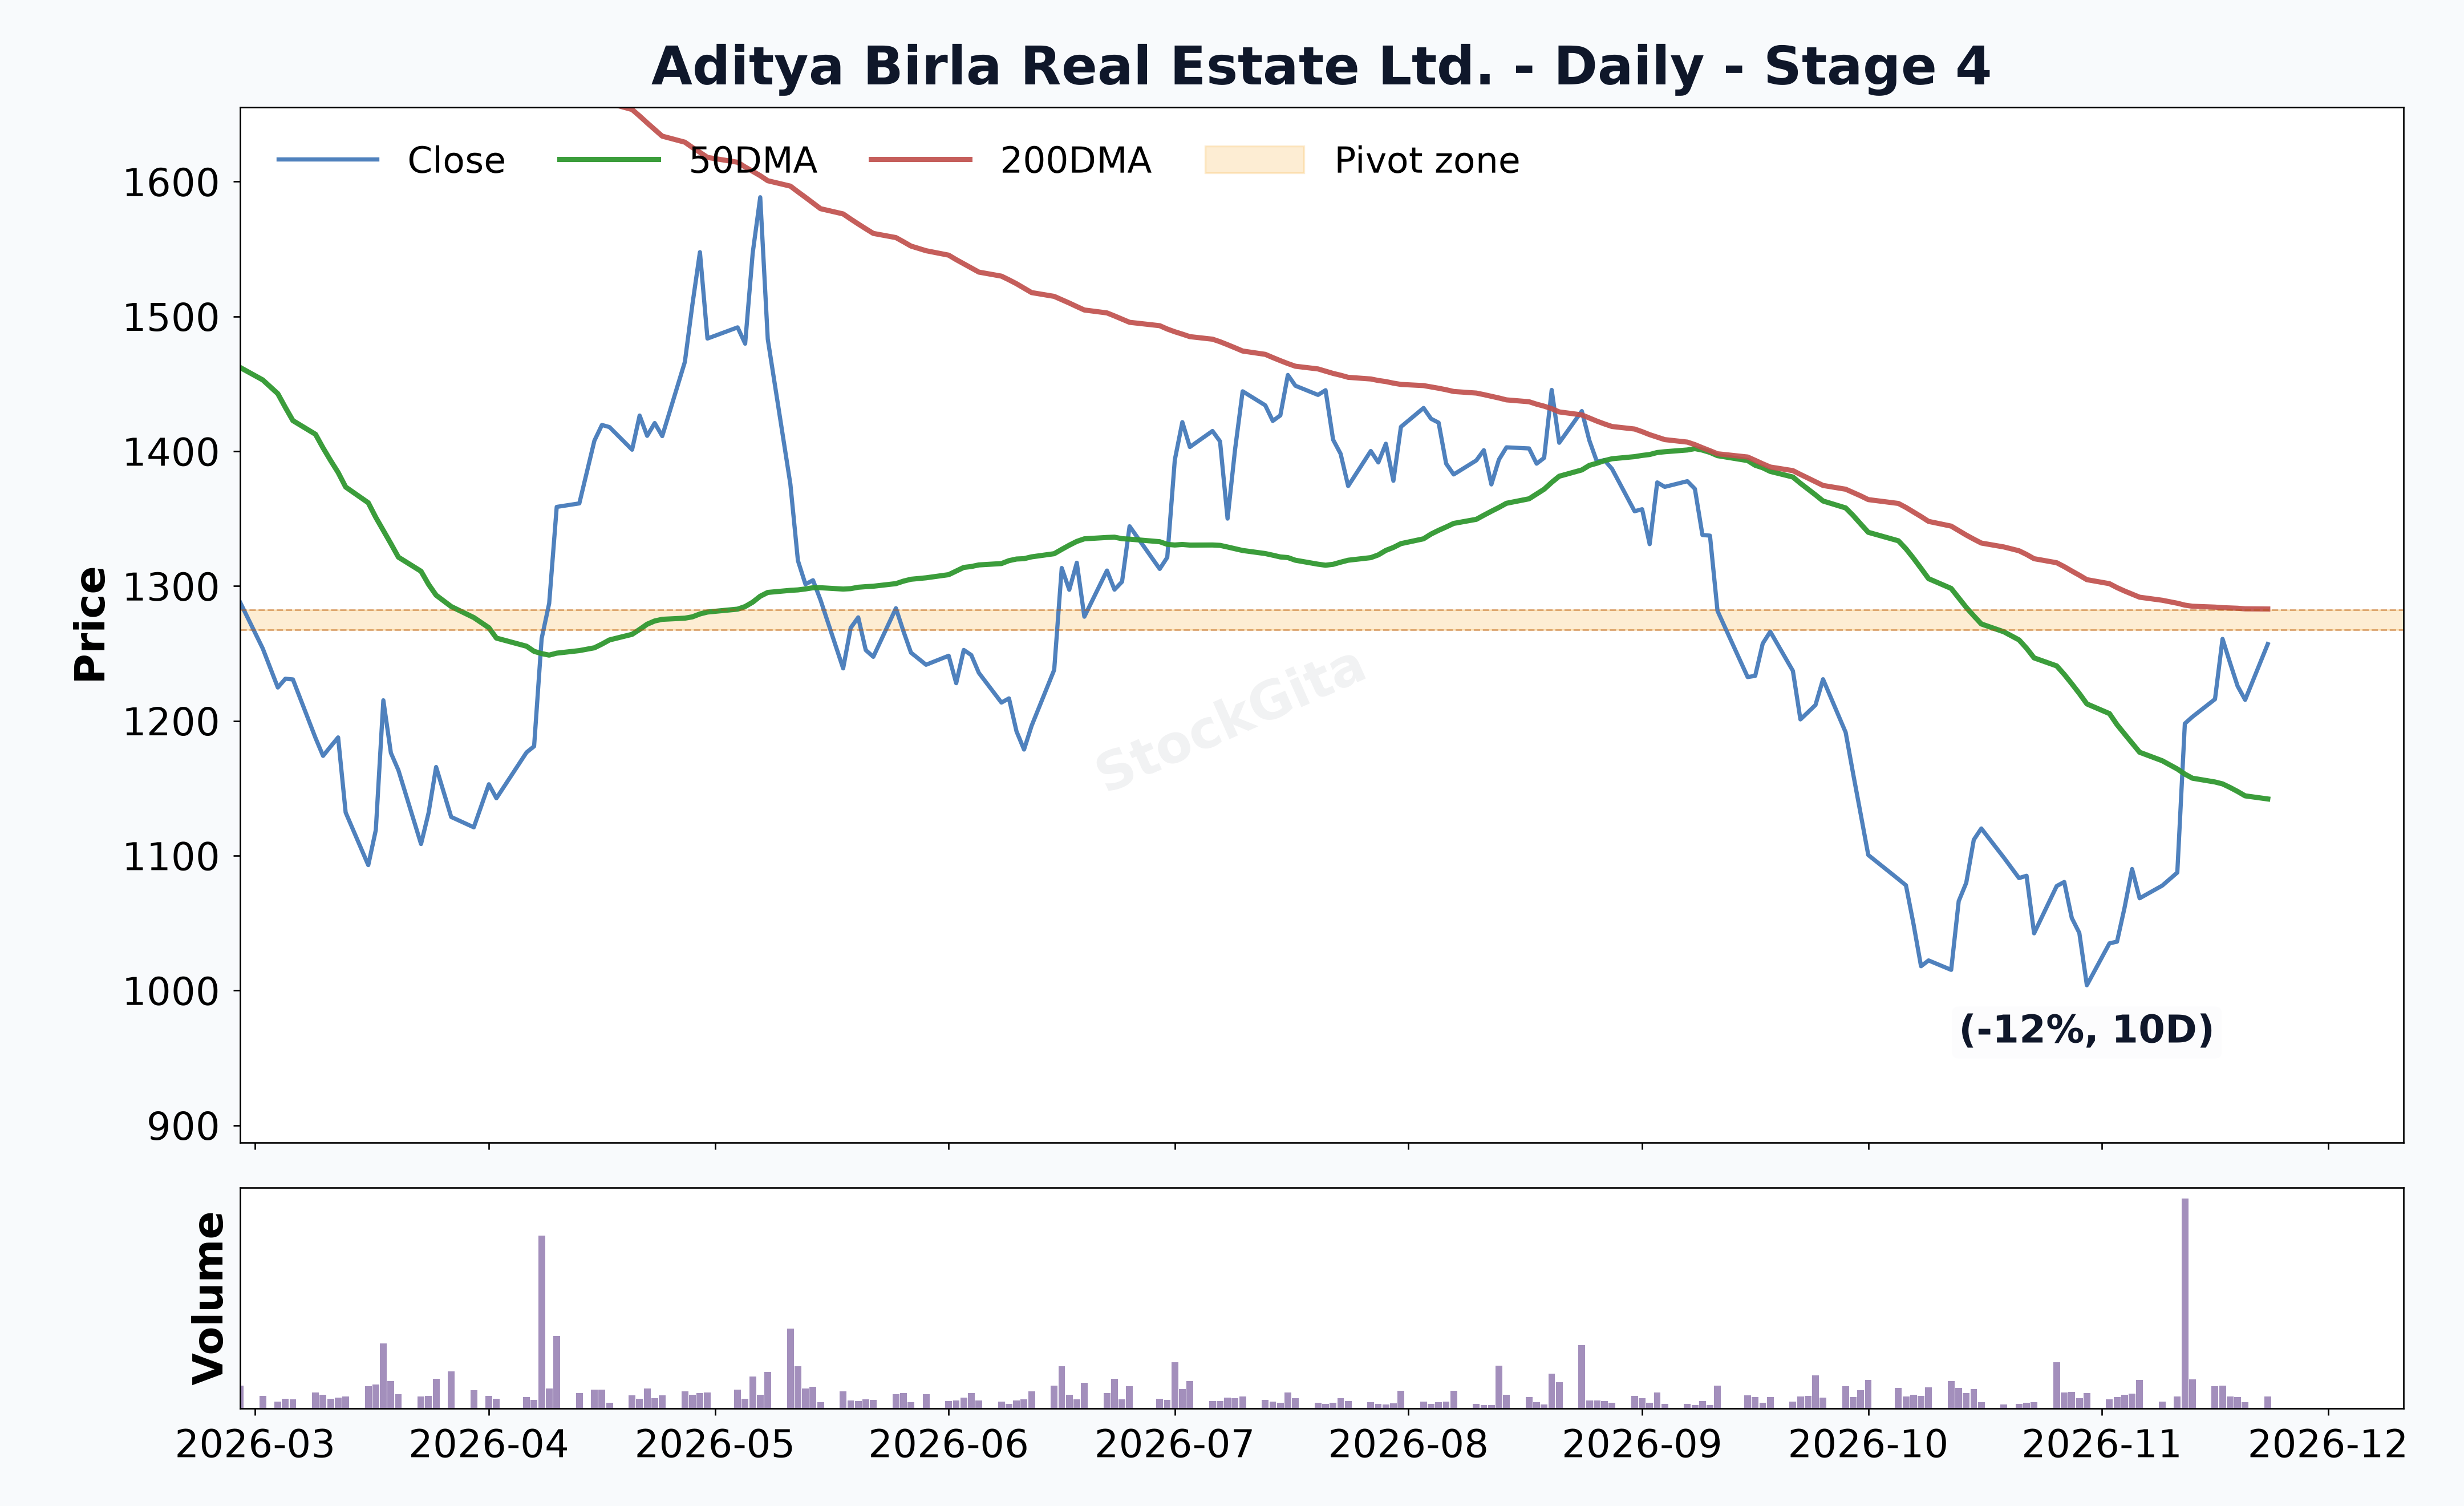 Aditya Birla Real Estate Ltd. - Daily - Stage 4
Close 50DMA 200DMA Pivot zone
Price
1600
1500
1400
1300
1200
1100
1000
900
StockGita
(-12%, 10D)
Volume
2026-03 2026-04 2026-05 2026-06 2026-07 2026-08 2026-09 2026-10 2026-11 2026-12